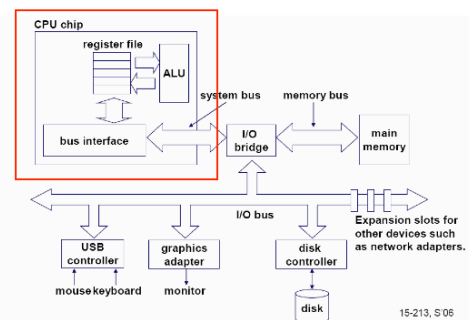 CPU chip
register file
ALU
system bus
memory bus
bus interface
I/O
bridge
main
memory
I/O bus
Expansion slots for
other devices such
as network adapters.
USB
controller
graphics
adapter
disk
controller
mouse keyboard
monitor
disk
15-213, S'06